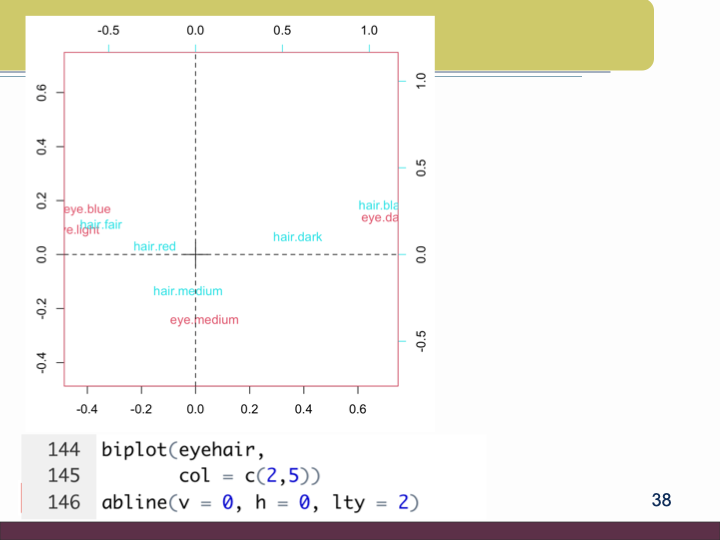 -0.5 0.0 0.5 1.0
1.0
0.6
0.4
0.5
0.2
hair.bla
eye.blue
eye.da
hair.fair
ye.light
hair.dark
hair.red
0.0
0.0
hair.medium
-0.2
eye.medium
-0.5
-0.4
-0.4 -0.2 0.0 0.2 0.4 0.6
144 biplot(eyehair,
145 col = c(2,5))
146 abline(v = 0, h = 0, lty = 2)
38